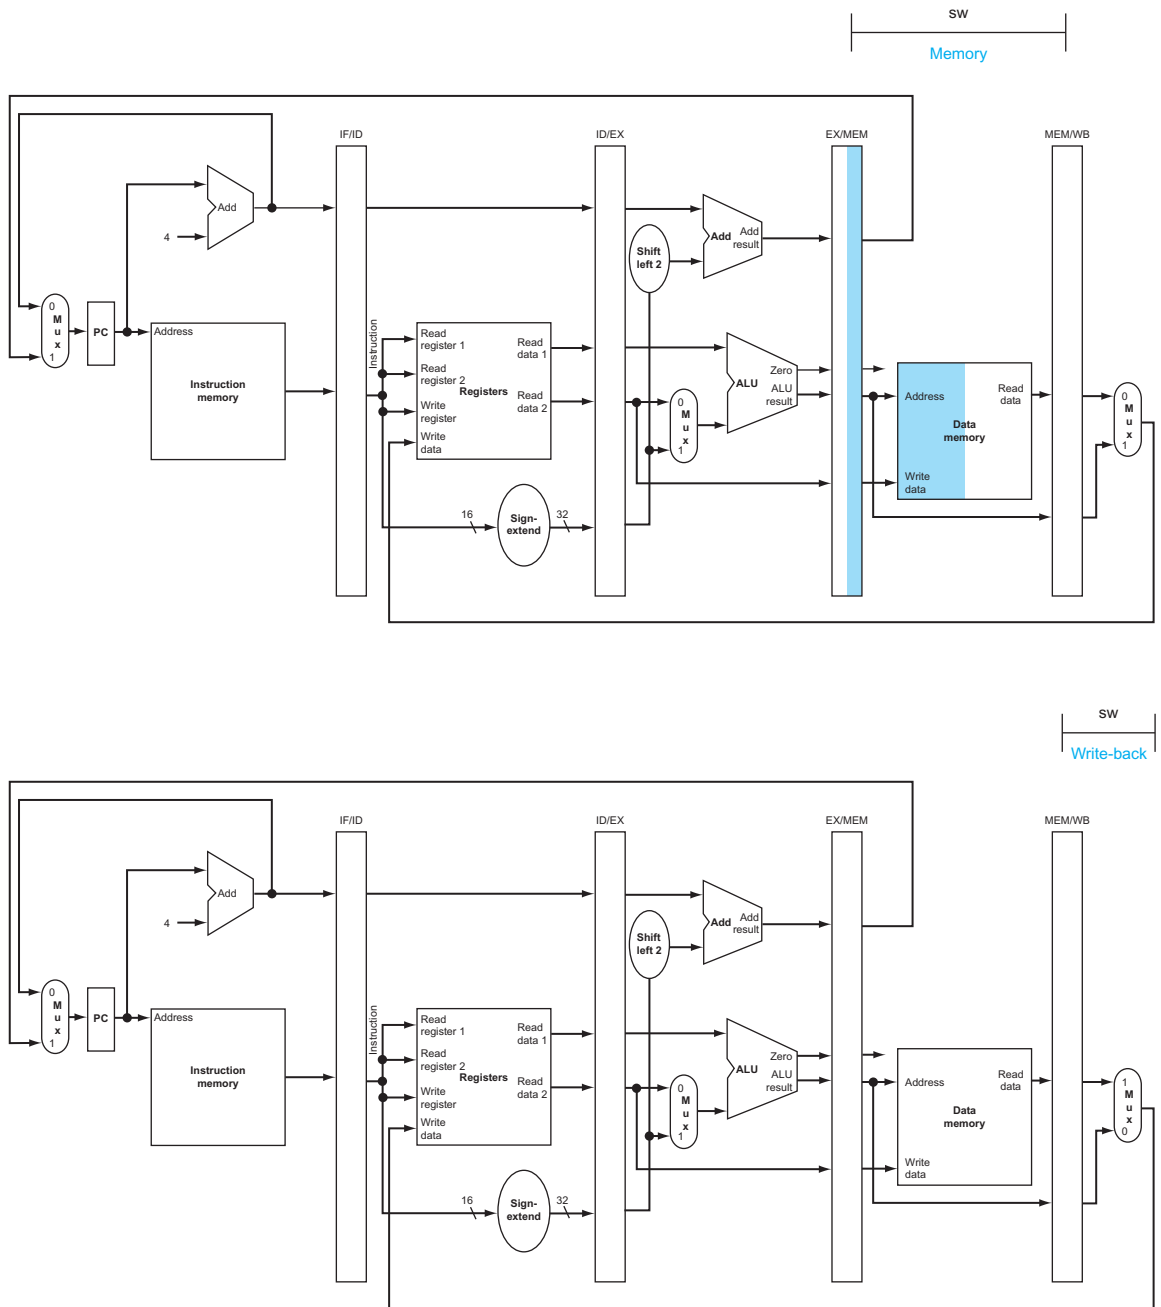 SW
Memory
IF/ID
ID/EX
EX/MEM
MEM/WB
Add
4
Shift
left 2
Add
Add
result
0
M
u
x
1
PC
Address
Instruction
memory
Instruction
Read
register 1
Read
register 2
Write
register
Write
data
Registers
Read
data 1
Read
data 2
0
M
u
x
1
Zero
ALU
ALU
result
Address
Write
data
Data
memory
Read
data
0
M
u
x
1
16
Sign-
extend
32
SW
Write-back
IF/ID
ID/EX
EX/MEM
MEM/WB
Add
4
Shift
left 2
Add
Add
result
0
M
u
x
1
PC
Address
Instruction
memory
Instruction
Read
register 1
Read
register 2
Write
register
Write
data
Registers
Read
data 1
Read
data 2
0
M
u
x
1
Zero
ALU
ALU
result
Address
Write
data
Data
memory
Read
data
1
M
u
x
0
16
Sign-
extend
32